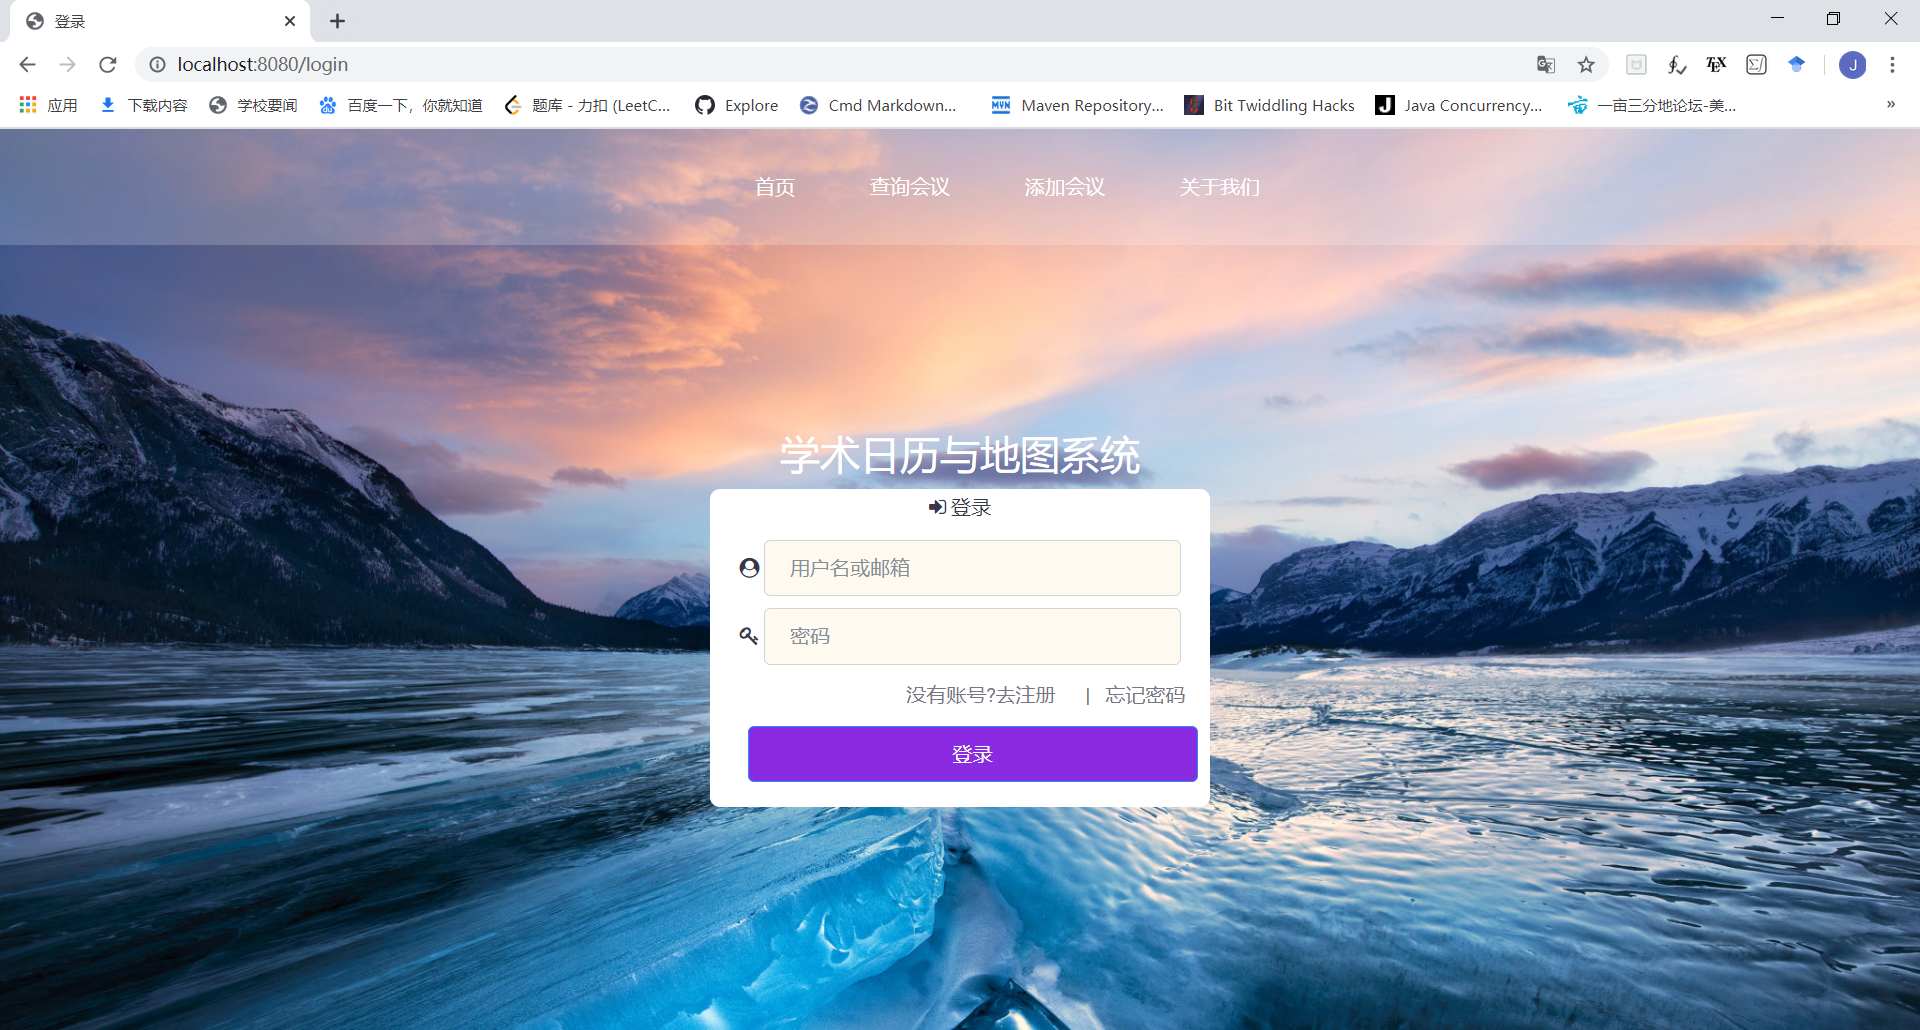 登录
localhost:8080/login
J
应用 下载内容 学校要闻 百度一下，你就知道 题库 - 力扣 (LeetC... Explore Cmd Markdown... Maven Repository... Bit Twiddling Hacks Java Concurrency... 一亩三分地论坛-美... »
首页 查询会议 添加会议 关于我们
学术日历与地图系统
登录
用户名或邮箱
密码
没有账号?去注册 | 忘记密码
登录